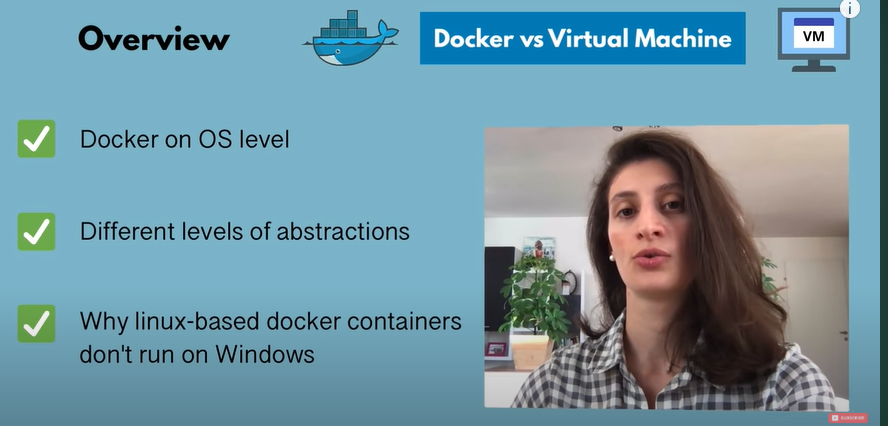 Overview
Docker vs Virtual Machine
VM
i
Docker on OS level
Different levels of abstractions
Why linux-based docker containers
don't run on Windows
SUBSCRIBE